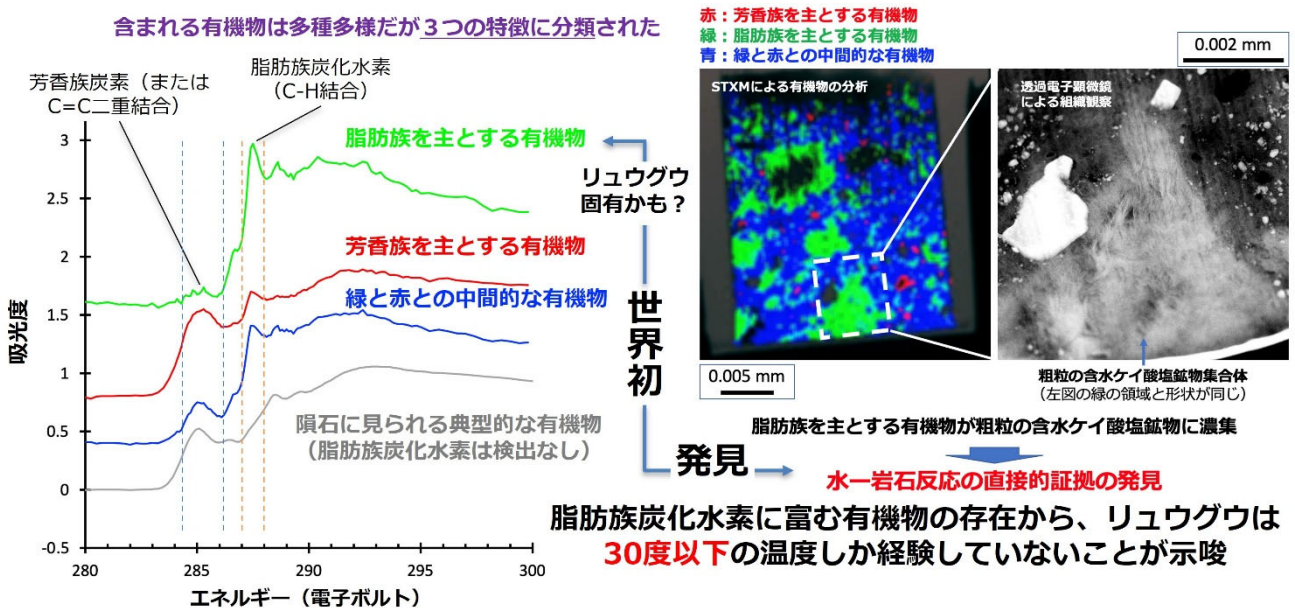 含まれる有機物は多種多様だが３つの特徴に分類された
芳香族炭素（または
C=C二重結合）
脂肪族炭化水素
（C-H結合）
脂肪族を主とする有機物
芳香族を主とする有機物
緑と赤との中間的な有機物
隕石に見られる典型的な有機物
（脂肪族炭化水素は検出なし）
吸光度
3
2.5
2
1.5
1
0.5
0
-0.5
280
285
290
295
300
エネルギー（電子ボルト）
リュウグウ
固有かも？
世界初
発見
赤：芳香族を主とする有機物
緑：脂肪族を主とする有機物
青：緑と赤との中間的な有機物
STXMによる有機物の分析
0.005 mm
0.002 mm
透過電子顕微鏡
による組織観察
粗粒の含水ケイ酸塩鉱物集合体
（左図の緑の領域と形状が同じ）
脂肪族を主とする有機物が粗粒の含水ケイ酸塩鉱物に濃集
水ー岩石反応の直接的証拠の発見
脂肪族炭化水素に富む有機物の存在から、リュウグウは
30度以下の温度しか経験していないことが示唆